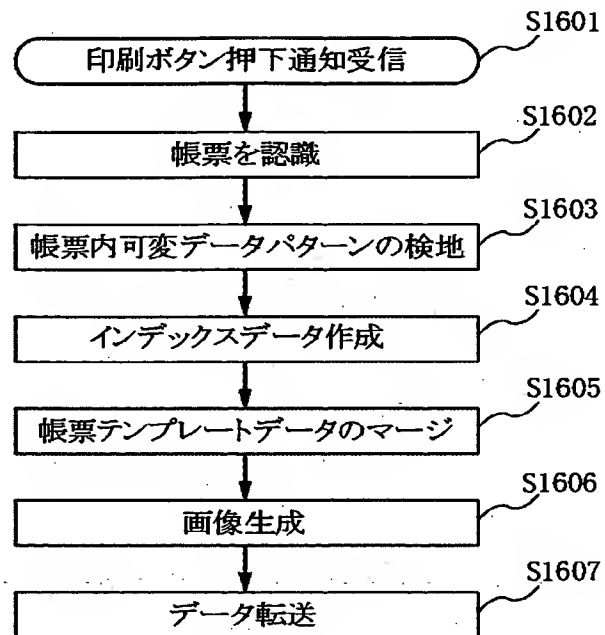 S1601
印刷ボタン押下通知受信
S1602
帳票を認識
S1603
帳票内可変データパターンの検地
S1604
インデックスデータ作成
S1605
帳票テンプレートデータのマージ
S1606
画像生成
S1607
データ転送